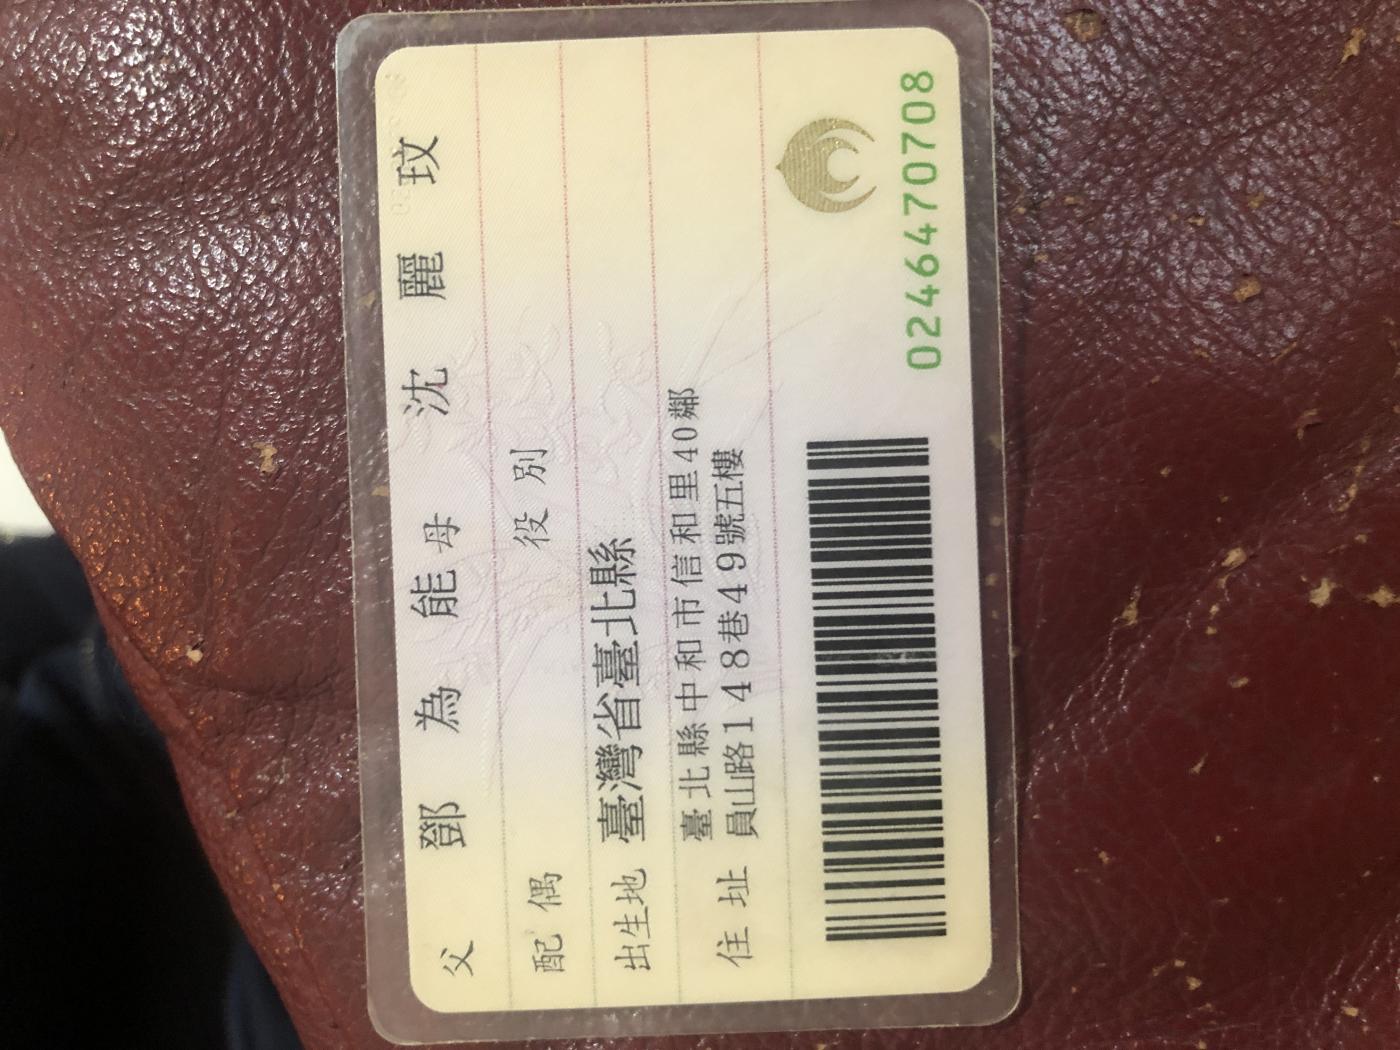 父 鄧為能 母 沈麗玟
配偶 役別
出生地 臺灣省臺北縣
住址 臺北縣中和市信和里40鄰
員山路148巷49號五樓
0246470708